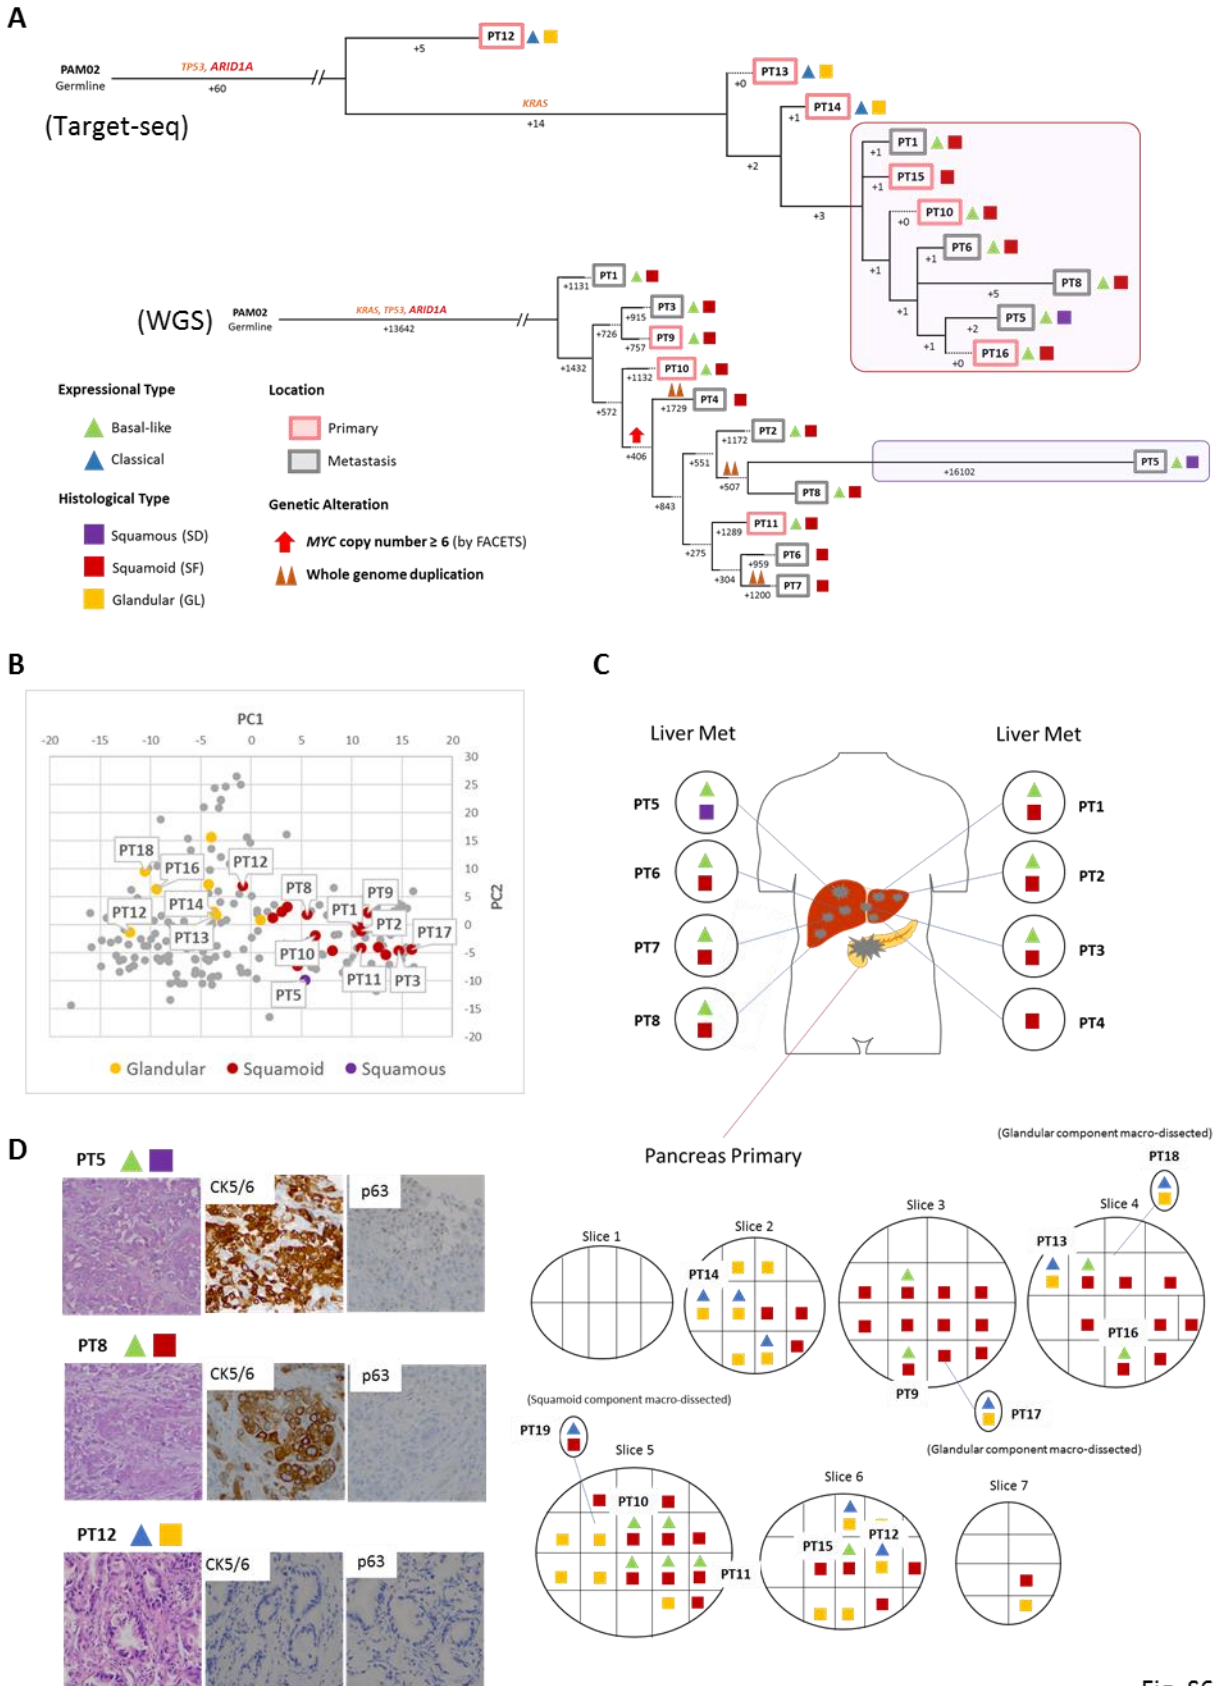 A
PT12
+5
PAM02
Germline
TP53, ARID1A
+60
(Target-seq)
KRAS
+14
PT13
+0
PT14
+1
+2
+3
PT1
+1
PT15
+1
PT10
+0
+1
PT6
+1
PT8
+5
+1
PT5
+2
+1
PT16
+0
(WGS)
PAM02
Germline
KRAS, TP53, ARID1A
+13642
PT1
+1131
PT3
+915
+726
PT9
+757
+1432
PT10
+1132
+572
PT4
+1729
+406
PT2
+1172
+551
PT5
+16102
+507
PT8
+843
PT11
+1289
+275
PT6
+959
+304
PT7
+1200
Expressional Type
Basal-like
Classical
Histological Type
Squamous (SD)
Squamoid (SF)
Glandular (GL)
Location
Primary
Metastasis
Genetic Alteration
MYC copy number ≥ 6 (by FACETS)
Whole genome duplication
B
PC1
-20 -15 -10 -5 0 5 10 15 20
30
25
20
15
10
5
0
-5
-10
-15
-20
PC2
PT18
PT16
PT12
PT12
PT14
PT13
PT8
PT9
PT1
PT2
PT17
PT10
PT11
PT3
PT5
Glandular Squamoid Squamous
C
Liver Met
Liver Met
PT5
PT1
PT6
PT2
PT7
PT3
PT8
PT4
Pancreas Primary
(Glandular component macro-dissected)
PT18
Slice 1
Slice 2
PT14
Slice 3
PT9
Slice 4
PT13
PT16
PT17
(Glandular component macro-dissected)
(Squamoid component macro-dissected)
PT19
Slice 5
PT10
PT11
Slice 6
PT12
PT15
Slice 7
D
PT5
CK5/6
p63
PT8
CK5/6
p63
PT12
CK5/6
p63